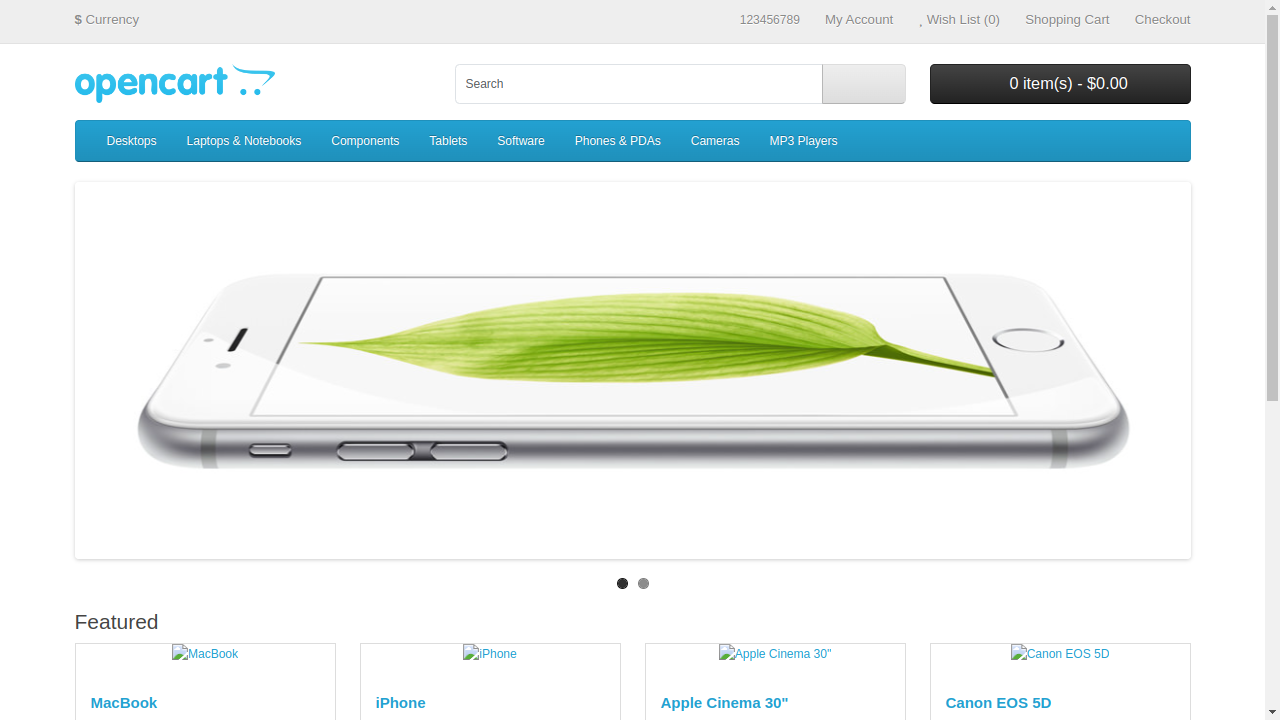 $ Currency
123456789 My Account Wish List (0) Shopping Cart Checkout
opencart
Search
0 item(s) - $0.00
Desktops Laptops & Notebooks Components Tablets Software Phones & PDAs Cameras MP3 Players
Featured
MacBook iPhone Apple Cinema 30" Canon EOS 5D
MacBook iPhone Apple Cinema 30" Canon EOS 5D